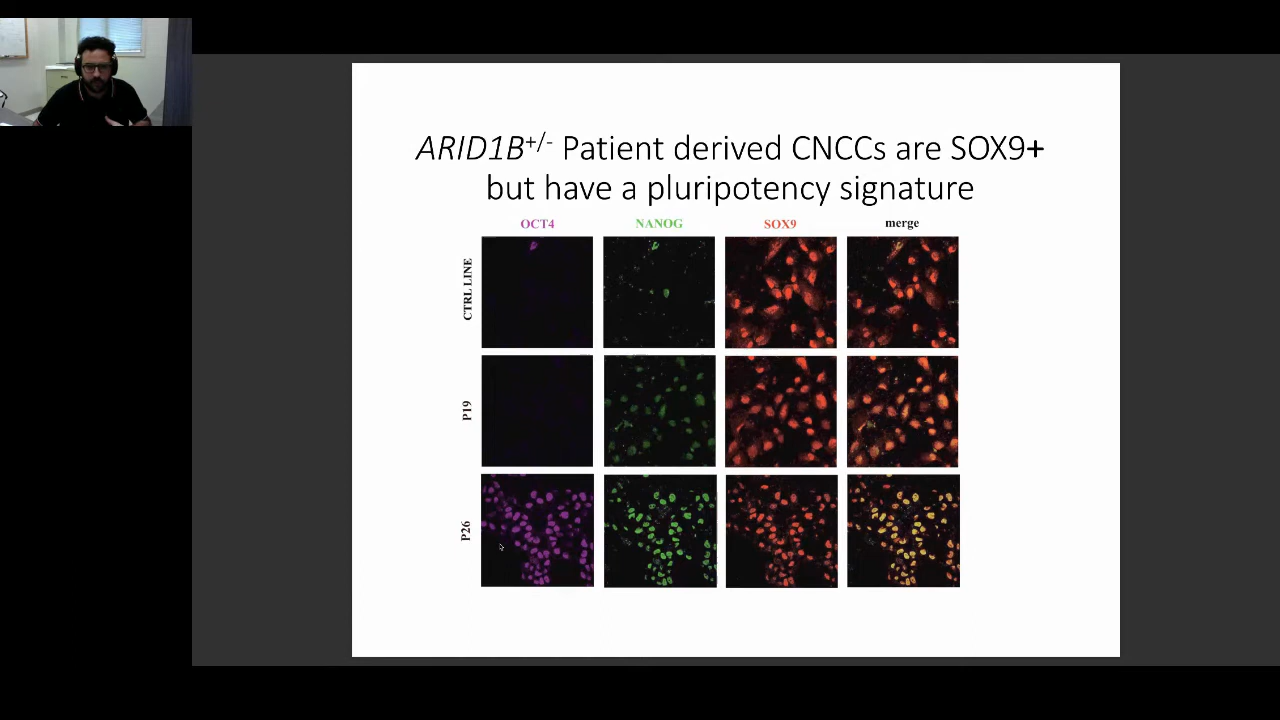 ARID1B+/- Patient derived CNCCs are SOX9+
but have a pluripotency signature
OCT4 NANOG SOX9 merge
CTRL LINE
P19
P26